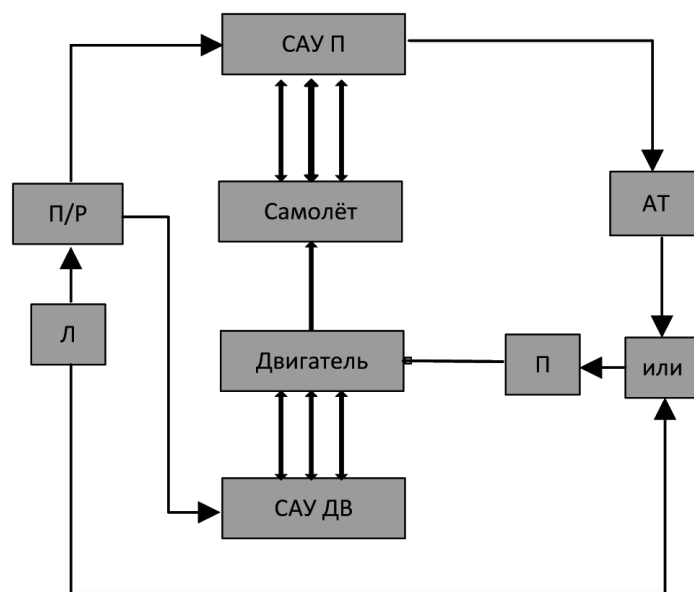 САУ П
П/Р
Самолёт
АТ
Л
Двигатель
П
или
САУ ДВ